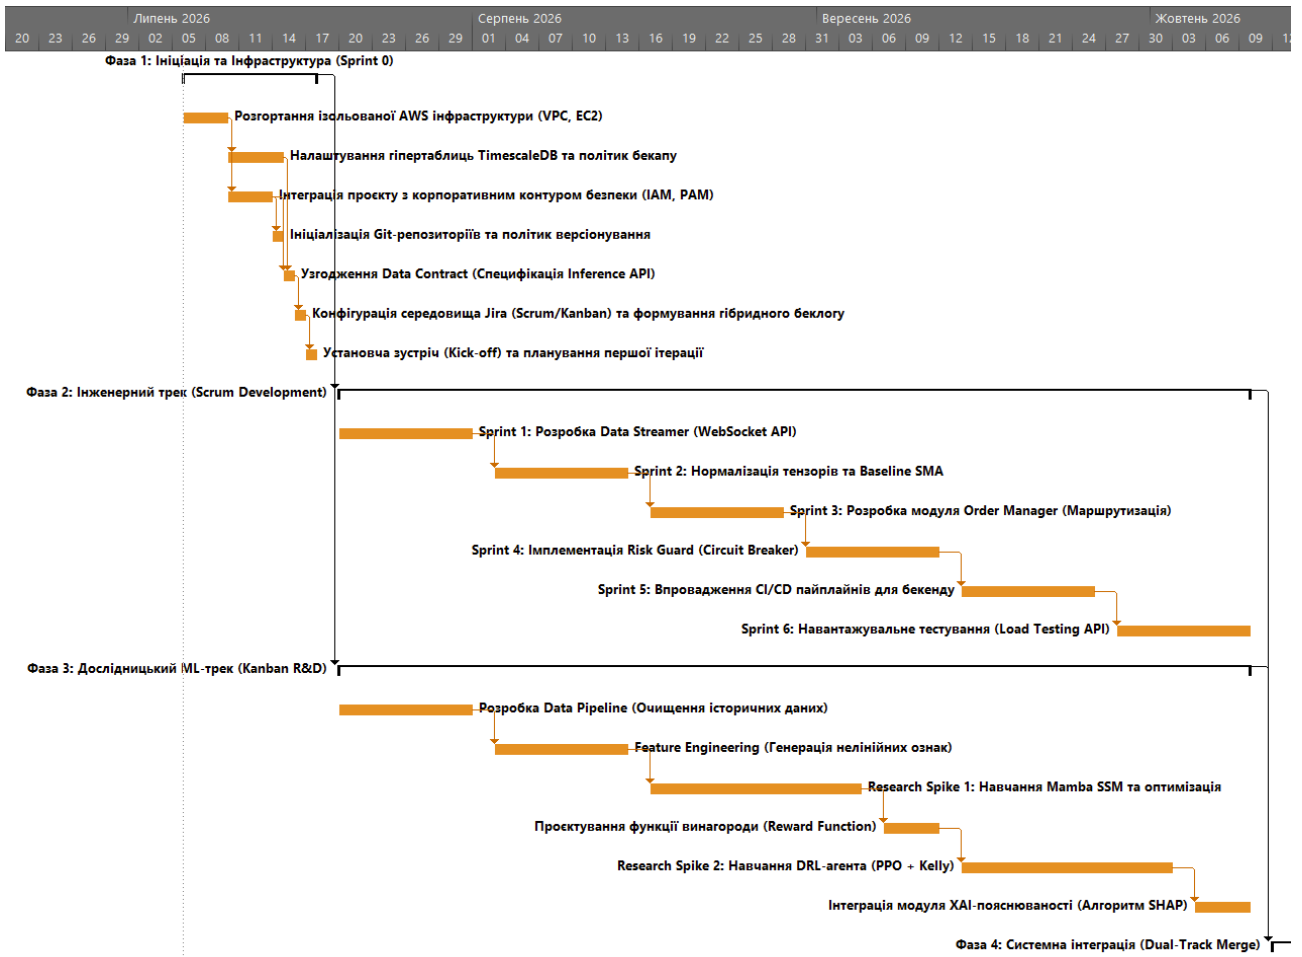 Липень 2026 Серпень 2026 Вересень 2026 Жовтень 2026
20 23 26 29 02 05 08 11 14 17 20 23 26 29 01 04 07 10 13 16 19 22 25 28 31 03 06 09 12 15 18 21 24 27 30 03 06 09
Фаза 1: Ініціація та Інфраструктура (Sprint 0)
Розгортання ізольованої AWS інфраструктури (VPC, EC2)
Налаштування гіпертаблиць TimescaleDB та політик бекапу
Інтеграція проєкту з корпоративним контуром безпеки (IAM, PAM)
Ініціалізація Git-репозиторіїв та політик версіонування
Узгодження Data Contract (Специфікація Inference API)
Конфігурація середовища Jira (Scrum/Kanban) та формування гібридного беклогу
Установча зустріч (Kick-off) та планування першої ітерації
Фаза 2: Інженерний трек (Scrum Development)
Sprint 1: Розробка Data Streamer (WebSocket API)
Sprint 2: Нормалізація тензорів та Baseline SMA
Sprint 3: Розробка модуля Order Manager (Маршрутизація)
Sprint 4: Імплементація Risk Guard (Circuit Breaker)
Sprint 5: Впровадження CI/CD пайплайнів для бекенду
Sprint 6: Навантажувальне тестування (Load Testing API)
Фаза 3: Дослідницький ML-трек (Kanban R&D)
Розробка Data Pipeline (Очищення історичних даних)
Feature Engineering (Генерація нелінійних ознак)
Research Spike 1: Навчання Mamba SSM та оптимізація
Проєктування функції винагороди (Reward Function)
Research Spike 2: Навчання DRL-агента (PPO + Kelly)
Інтеграція модуля XAI-пояснюваності (Алгоритм SHAP)
Фаза 4: Системна інтеграція (Dual-Track Merge)